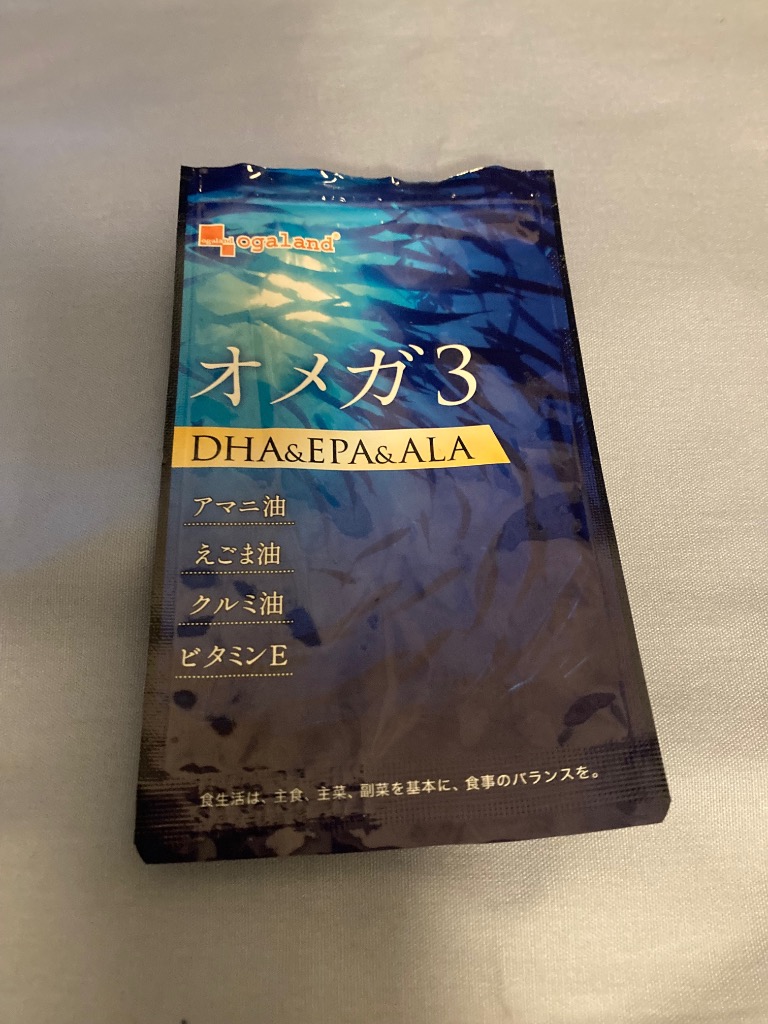 ogaland
ogaland®
オメガ3
DHA&EPA&ALA
アマニ油
えごま油
クルミ油
ビタミンE
食生活は、主食、主菜、副菜を基本に、食事のバランスを。